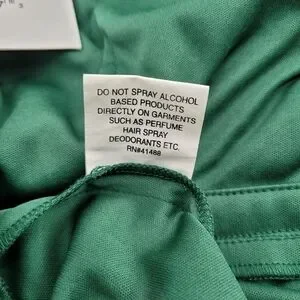 DO NOT SPRAY ALCOHOL
BASED PRODUCTS
DIRECTLY ON GARMENTS
SUCH AS PERFUME
HAIR SPRAY
DEODORANTS ETC.
RN#41488